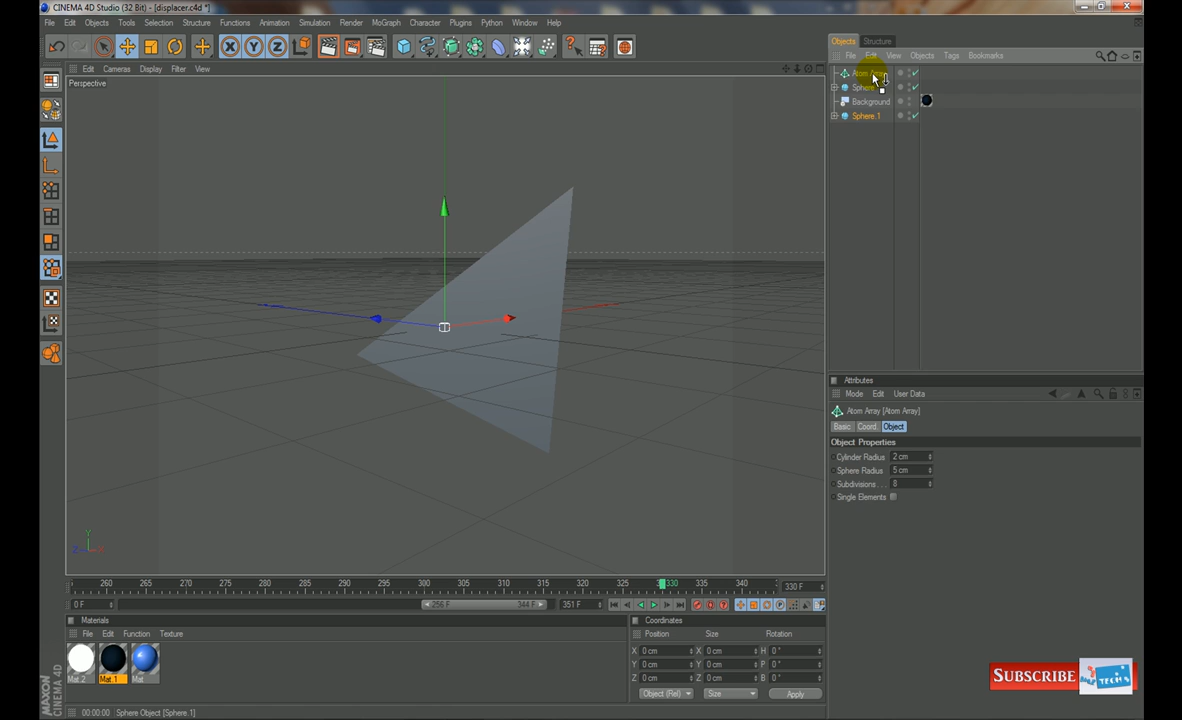 CINEMA 4D Studio (32 Bit) - [displacer.c4d *]
File Edit Objects Tools Selection Structure Functions Animation Simulation Render MoGraph Character Plugins Python Window Help
Edit Cameras Display Filter View
Perspective
Objects Structure
File Edit View Objects Tags Bookmarks
Atom Array
Sphere
Background
Sphere.1
Attributes
Mode Edit User Data
Atom Array [Atom Array]
Basic Coord. Object
Object Properties
Cylinder Radius 2 cm
Sphere Radius 5 cm
Subdivisions . . . 8
Single Elements
Y
Z X
260 265 270 275 280 285 290 295 300 305 310 315 320 325 330 335 340 330 F
0 F 256 F 344 F 351 F
Materials
File Edit Function Texture
Mat.2 Mat.1 Mat
Coordinates
Position Size Rotation
X 0 cm X 0 cm H 0 °
Y 0 cm Y 0 cm P 0 °
Z 0 cm Z 0 cm B 0 °
Object (Rel) Size Apply
MAXON CINEMA 4D
00:00:00 Sphere Object [Sphere.1]
SUBSCRIBE